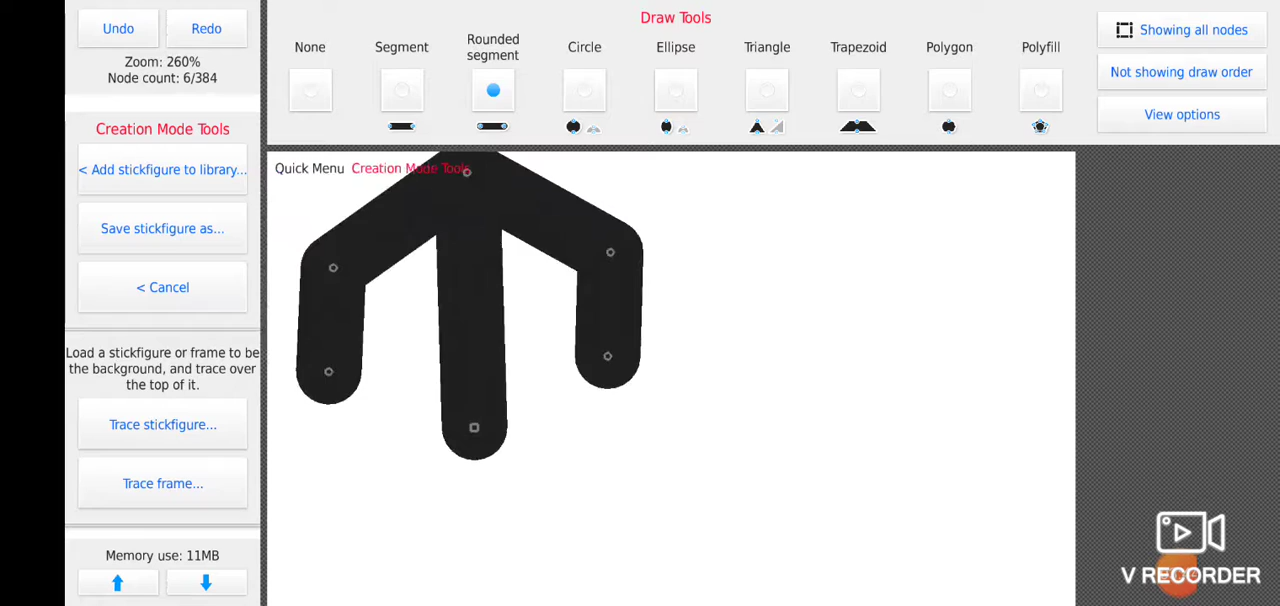 Undo
Redo
Zoom: 260%
Node count: 6/384
Creation Mode Tools
< Add stickfigure to library...
Save stickfigure as...
< Cancel
Load a stickfigure or frame to be
the background, and trace over
the top of it.
Trace stickfigure...
Trace frame...
Memory use: 11MB
Draw Tools
None
Segment
Rounded
segment
Circle
Ellipse
Triangle
Trapezoid
Polygon
Polyfill
Showing all nodes
Not showing draw order
View options
Quick Menu Creation Mode Tools
V RECORDER